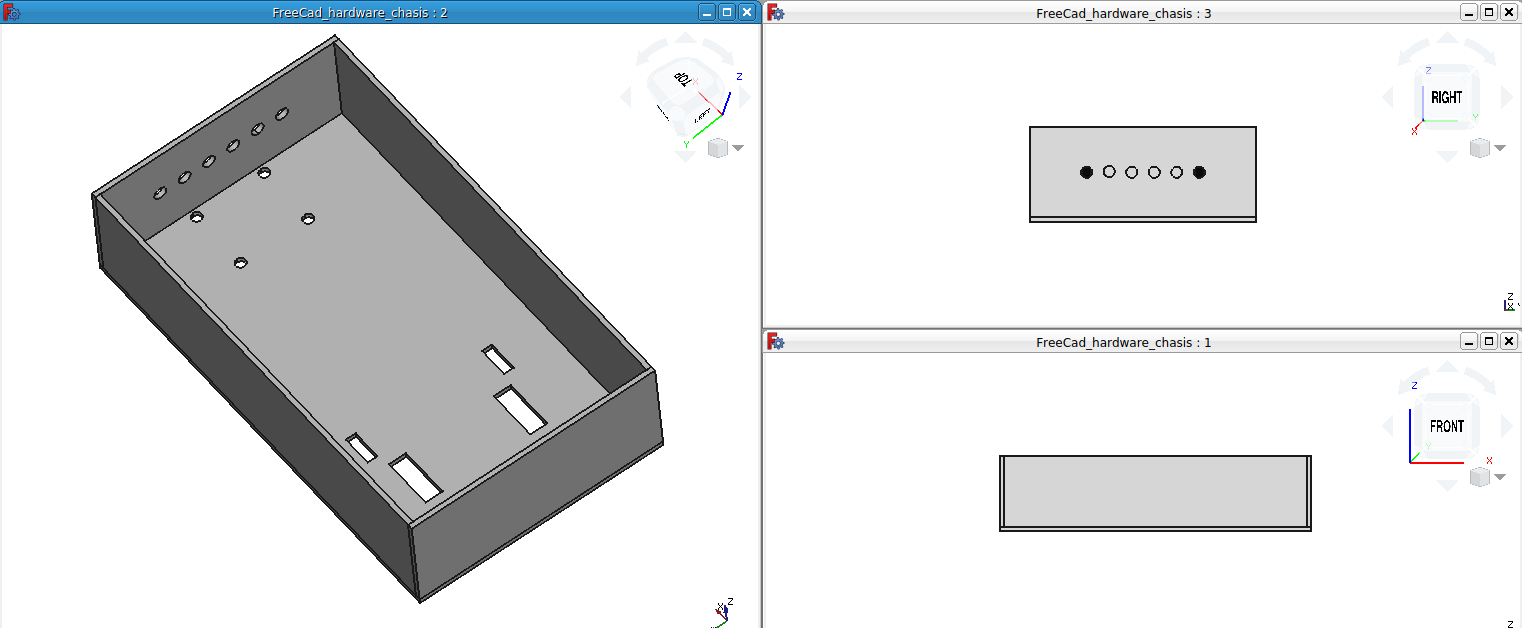 FreeCad_hardware_chasis : 2
TOP
X
Z
LEFT
Y
X
Z
FreeCad_hardware_chasis : 3
Z
RIGHT
Y
X
Z
X
FreeCad_hardware_chasis : 1
Z
FRONT
Y
X
Z